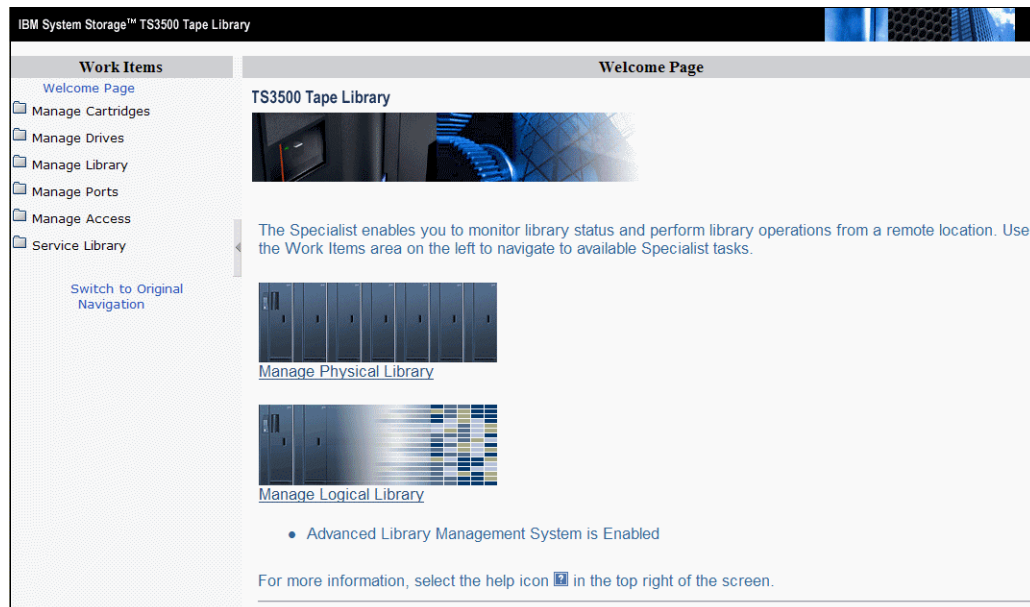 IBM System Storage™ TS3500 Tape Library
Work Items
Welcome Page
Manage Cartridges
Manage Drives
Manage Library
Manage Ports
Manage Access
Service Library
Switch to Original
Navigation
Welcome Page
TS3500 Tape Library
The Specialist enables you to monitor library status and perform library operations from a remote location. Use
the Work Items area on the left to navigate to available Specialist tasks.
Manage Physical Library
Manage Logical Library
• Advanced Library Management System is Enabled
For more information, select the help icon ? in the top right of the screen.